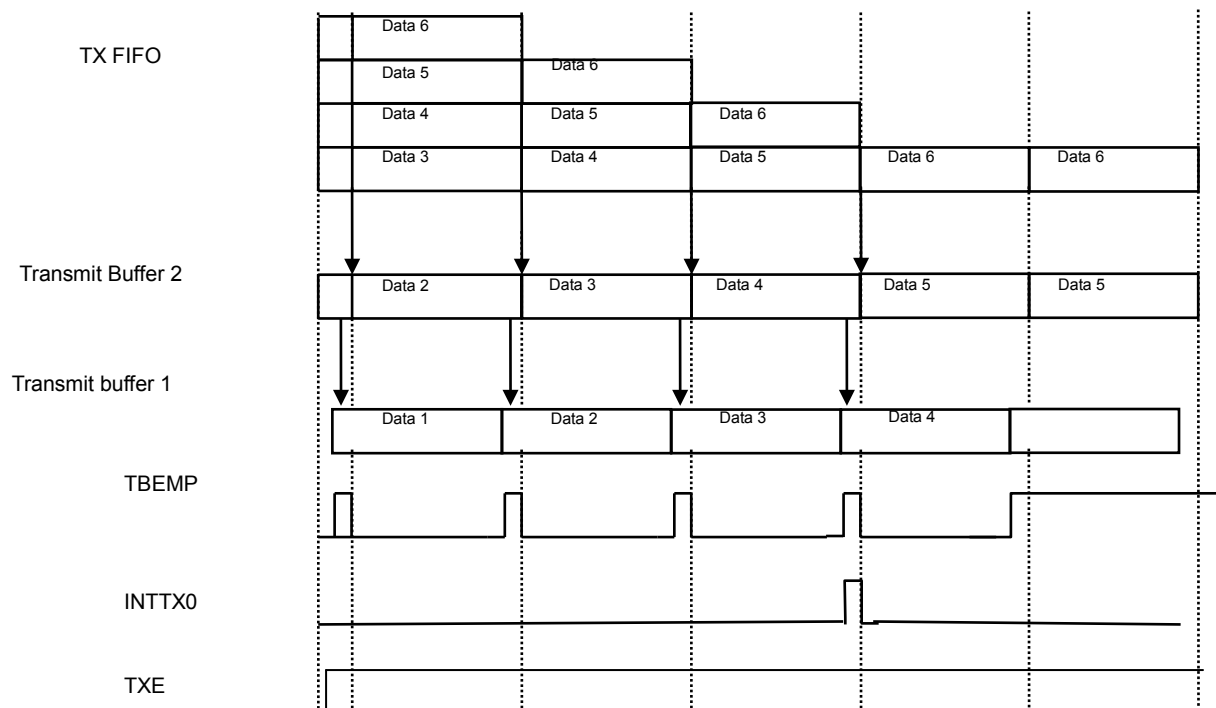 Data 6
TX FIFO
Data 5 Data 6
Data 4 Data 5 Data 6
Data 3 Data 4 Data 5 Data 6 Data 6
Transmit Buffer 2
Data 2 Data 3 Data 4 Data 5 Data 5
Transmit buffer 1
Data 1 Data 2 Data 3 Data 4
TBEMP
INTTX0
TXE